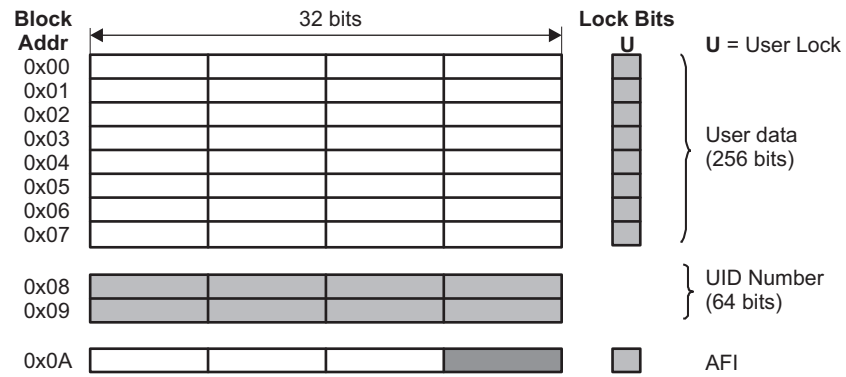 Block Addr
32 bits
Lock Bits
U
U = User Lock
0x00
0x01
0x02
0x03
0x04
0x05
0x06
0x07
User data
(256 bits)
0x08
0x09
UID Number
(64 bits)
0x0A
AFI